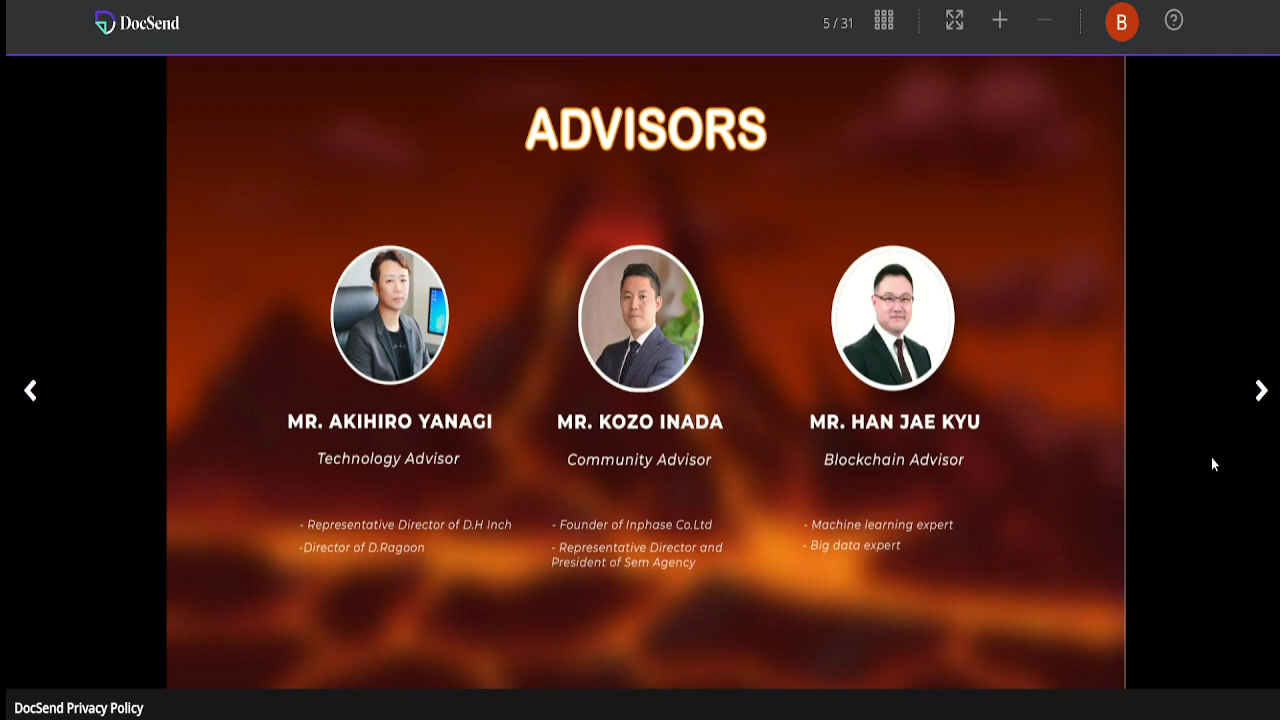 DocSend
5 / 31
B
ADVISORS
MR. AKIHIRO YANAGI
Technology Advisor
- Representative Director of D.H Inch
-Director of D.Ragoon
MR. KOZO INADA
Community Advisor
- Founder of Inphase Co.Ltd
- Representative Director and
President of Sem Agency
MR. HAN JAE KYU
Blockchain Advisor
- Machine learning expert
- Big data expert
DocSend Privacy Policy